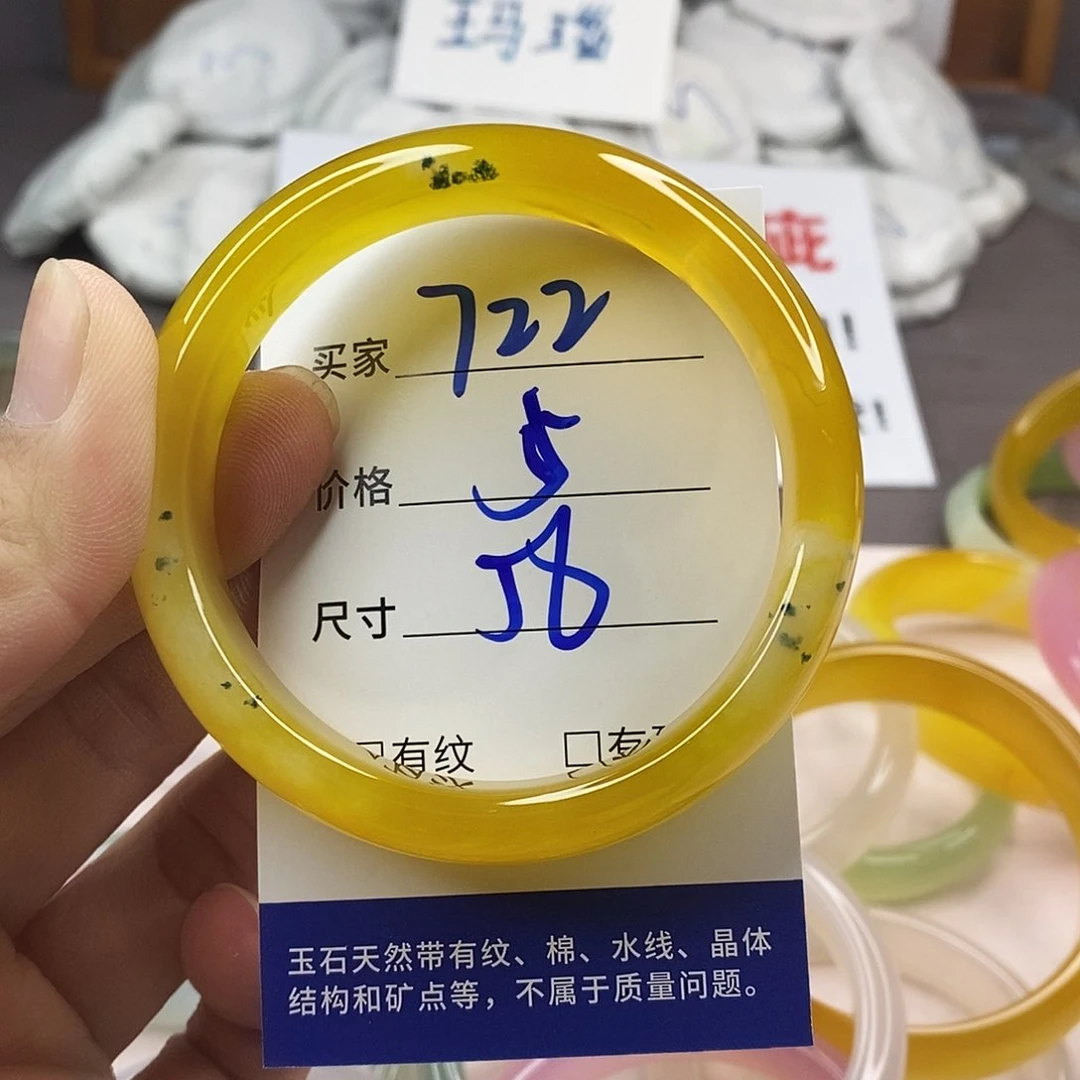 玛瑙
疵
!
!
买家 722
价格 5
尺寸 58
有纹 □有
玉石天然带有纹、棉、水线、晶体
结构和矿点等，不属于质量问题。